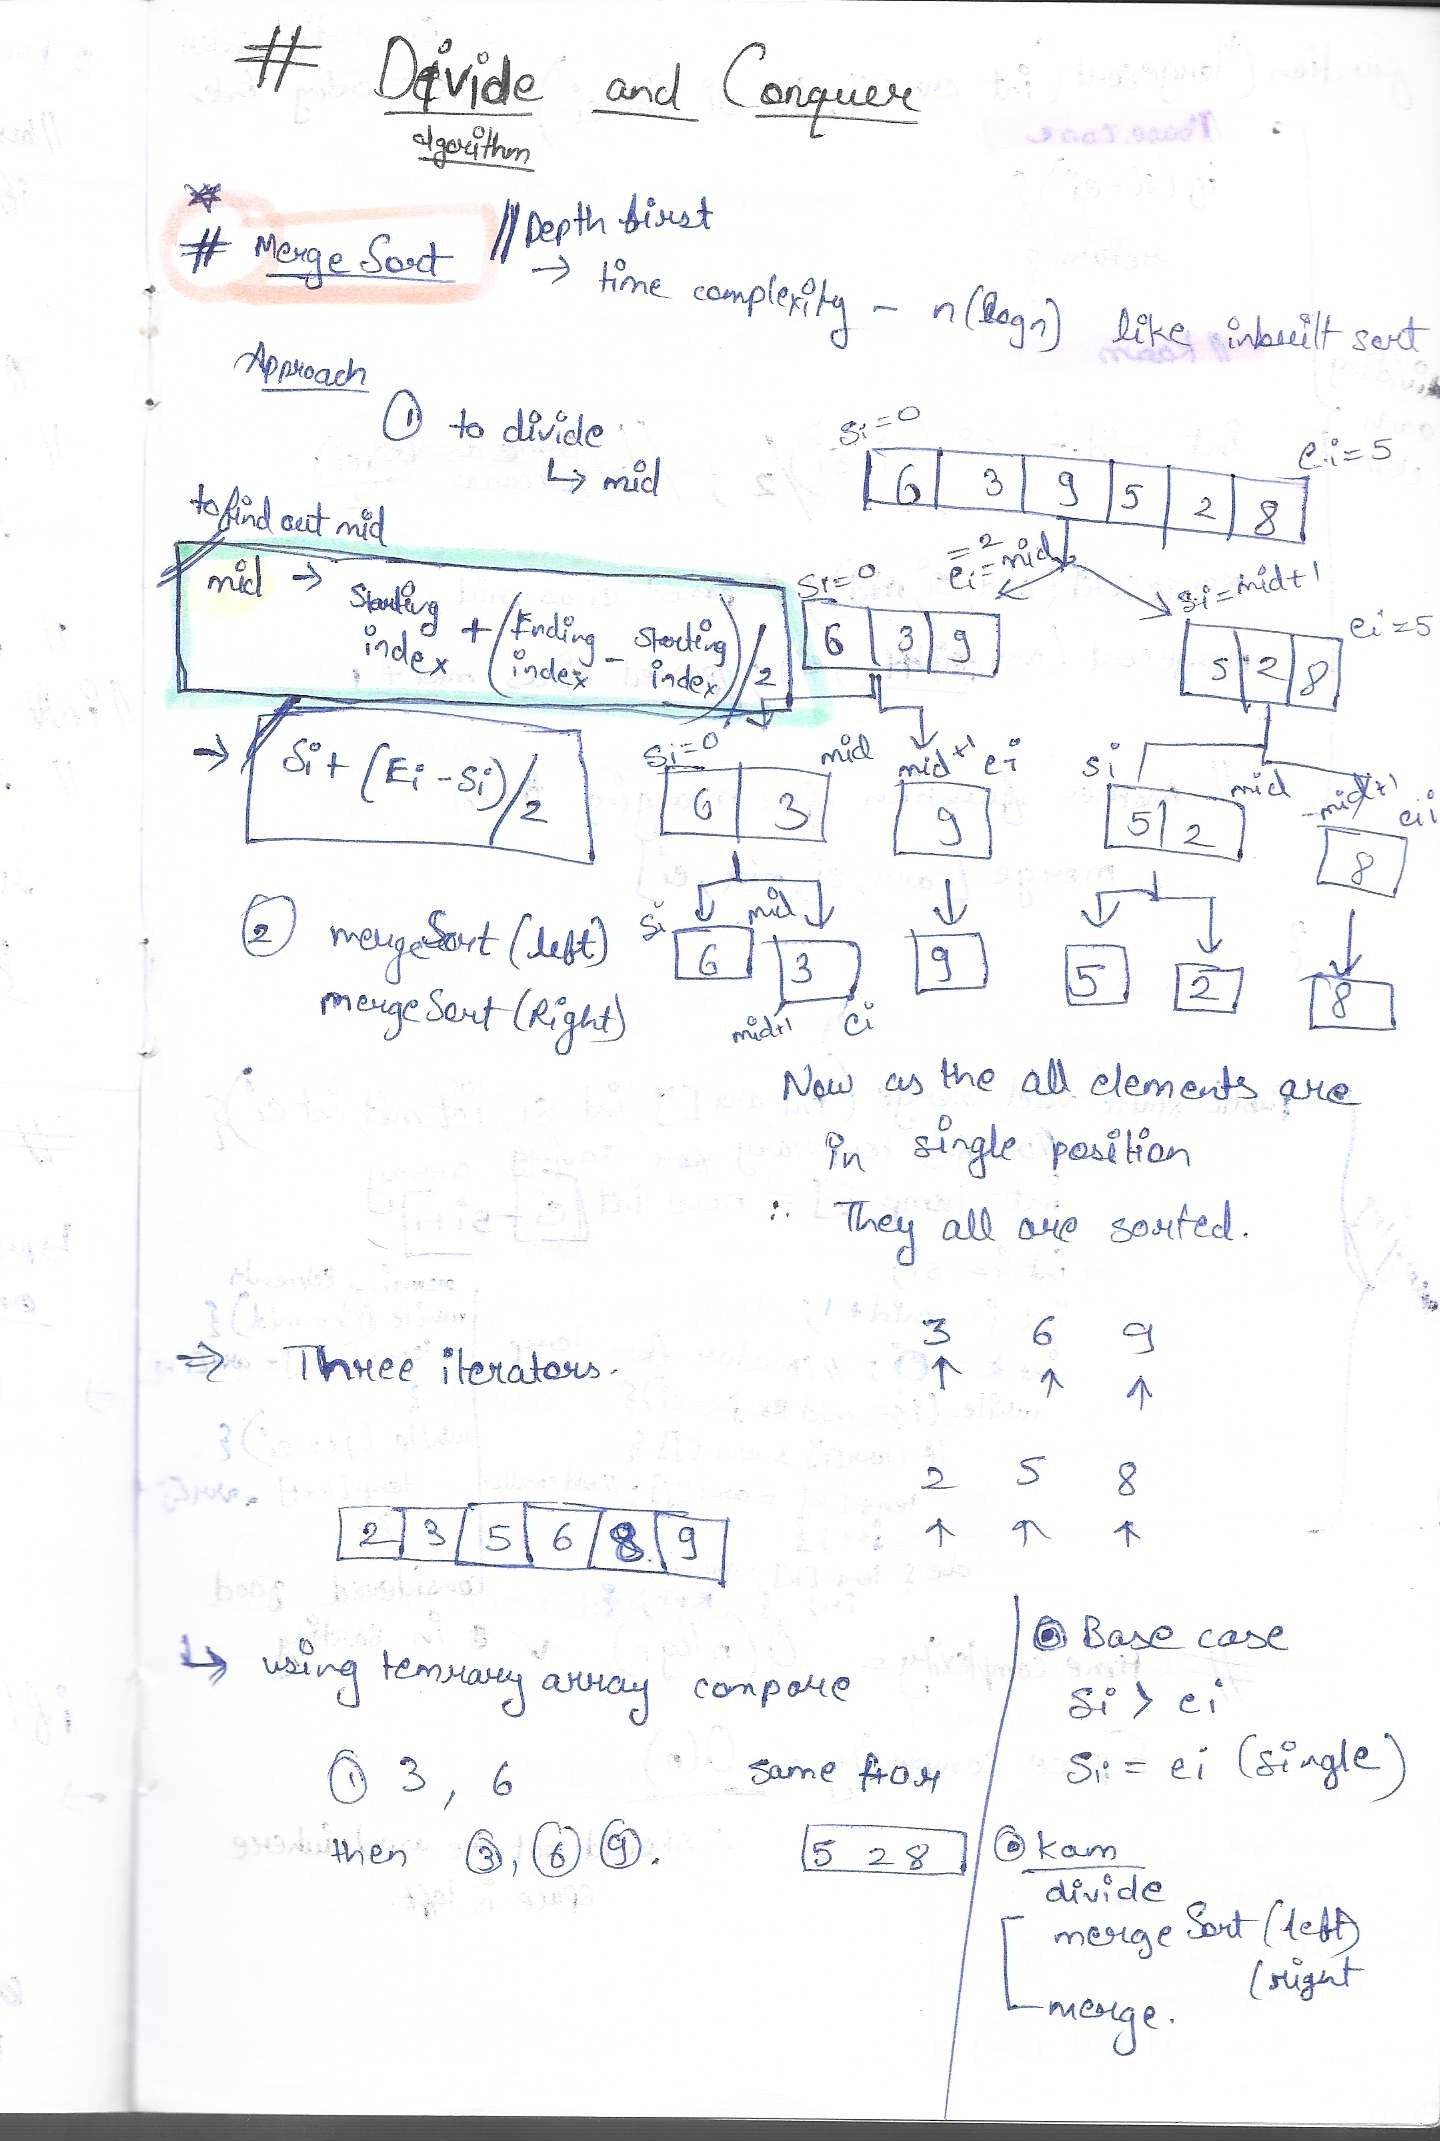 # Divide and Conquer
algorithm
# Merge Sort //Depth first
→ time complexity - n(logn) like inbuilt sort
Approach
① to divide
↳ mid
si=0
ei=5
6 3 9 5 2 8
to find out mid
mid → Starting index + (Ending index - Starting index)/2
si=0
=2
ei=mid
si=mid+1
ei=5
6 3 9
5 2 8
→ Si + (Ei - Si)/2
si=0 mid mid+1 ei
si mid mid+1 ei
6 3
9
5 2
8
② mergeSort (left)
mergeSort (Right)
si mid
6 3 9 5 2 8
mid+1 ei
Now as the all elements are
in single position
∴ They all are sorted.
⇒ Three iterators.
3 6 9
↑ ↑ ↑
2 5 8
↑ ↑ ↑
2 3 5 6 8 9
↳ using temrary array compare
① 3, 6
then ③, ⑥ ⑨.
same for
5 2 8
Base case
si > ei
si = ei (single)
kam
divide
merge Sort (left)
(right
merge.